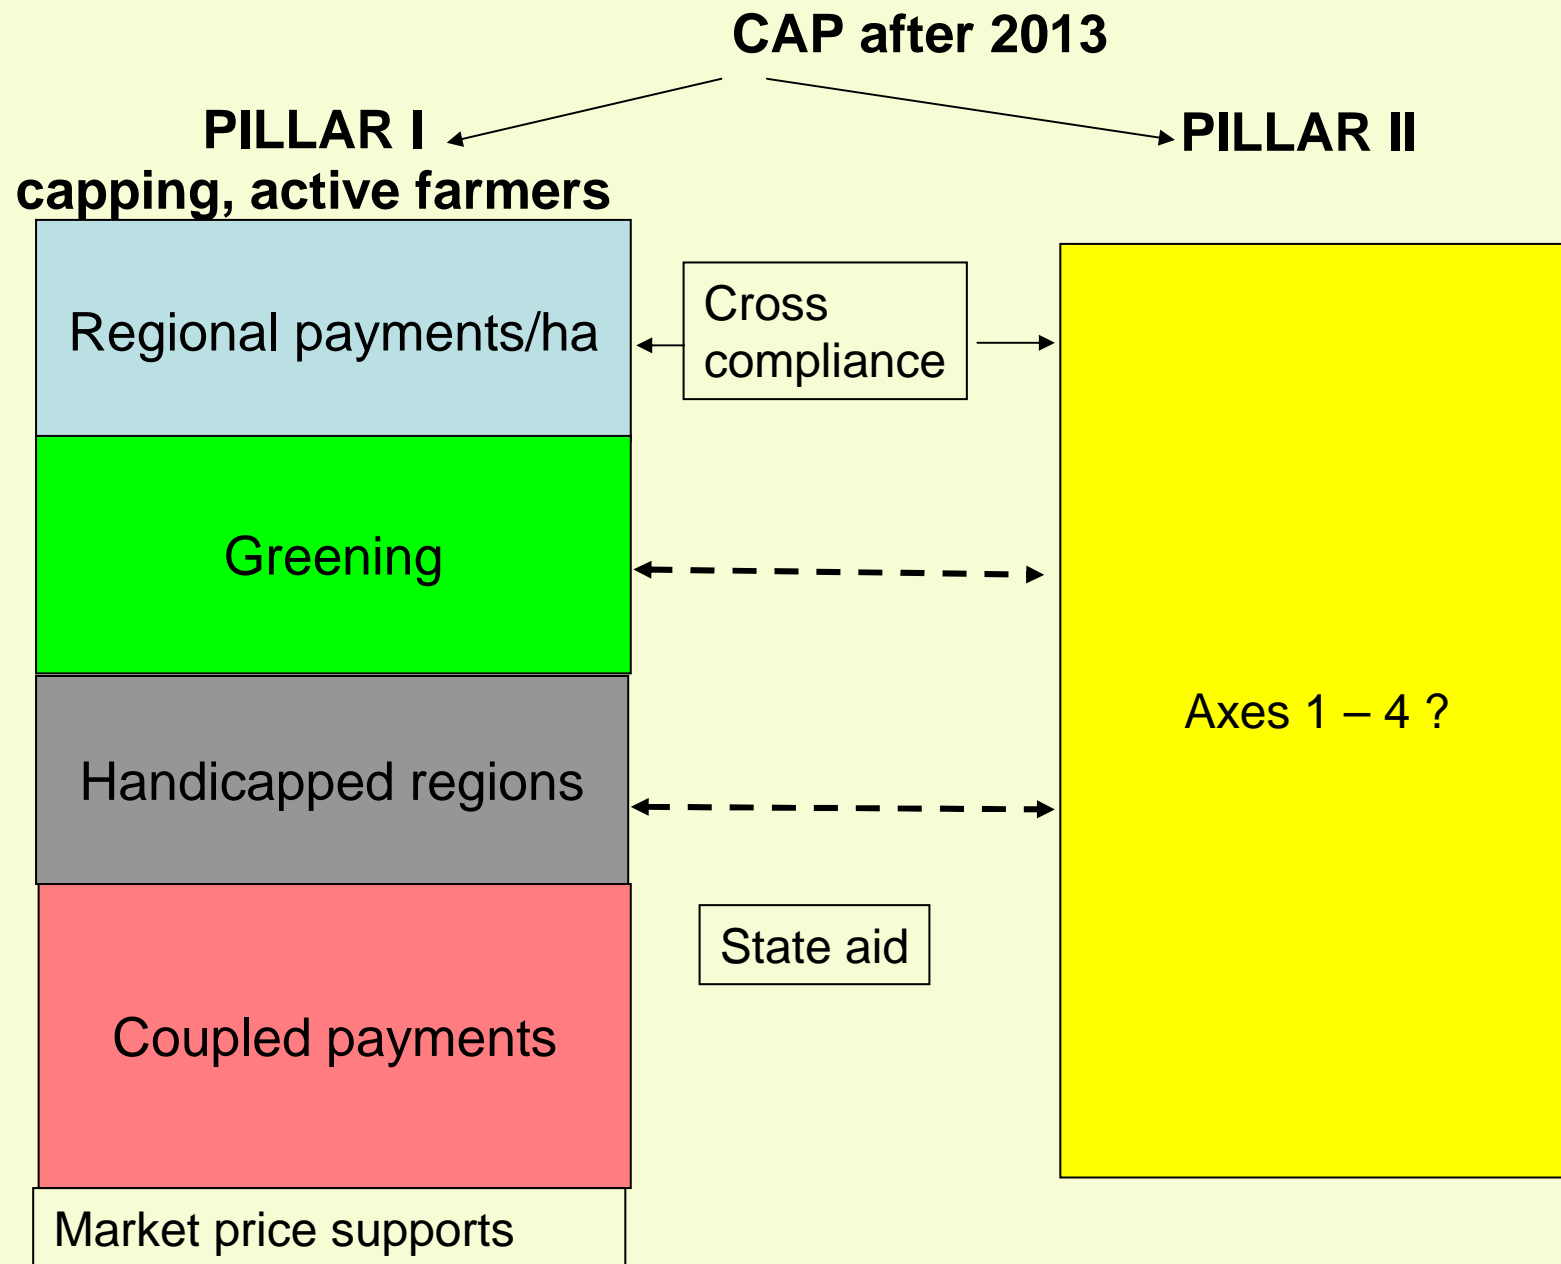 CAP after 2013
PILLAR I
capping, active farmers
PILLAR II
Regional payments/ha
Cross
compliance
Greening
Handicapped regions
Axes 1 – 4 ?
State aid
Coupled payments
Market price supports